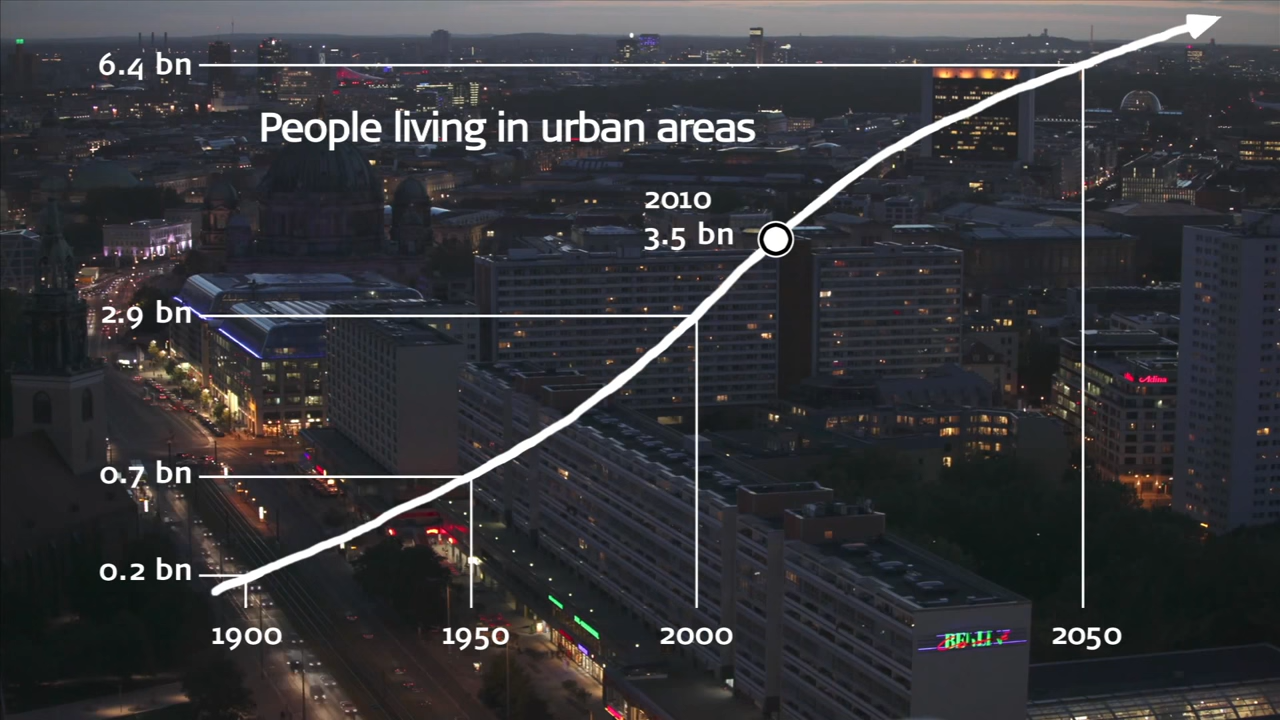 6.4 bn
People living in urban areas
2010
3.5 bn
2.9 bn
0.7 bn
0.2 bn
1900 1950 2000 2050
Adina